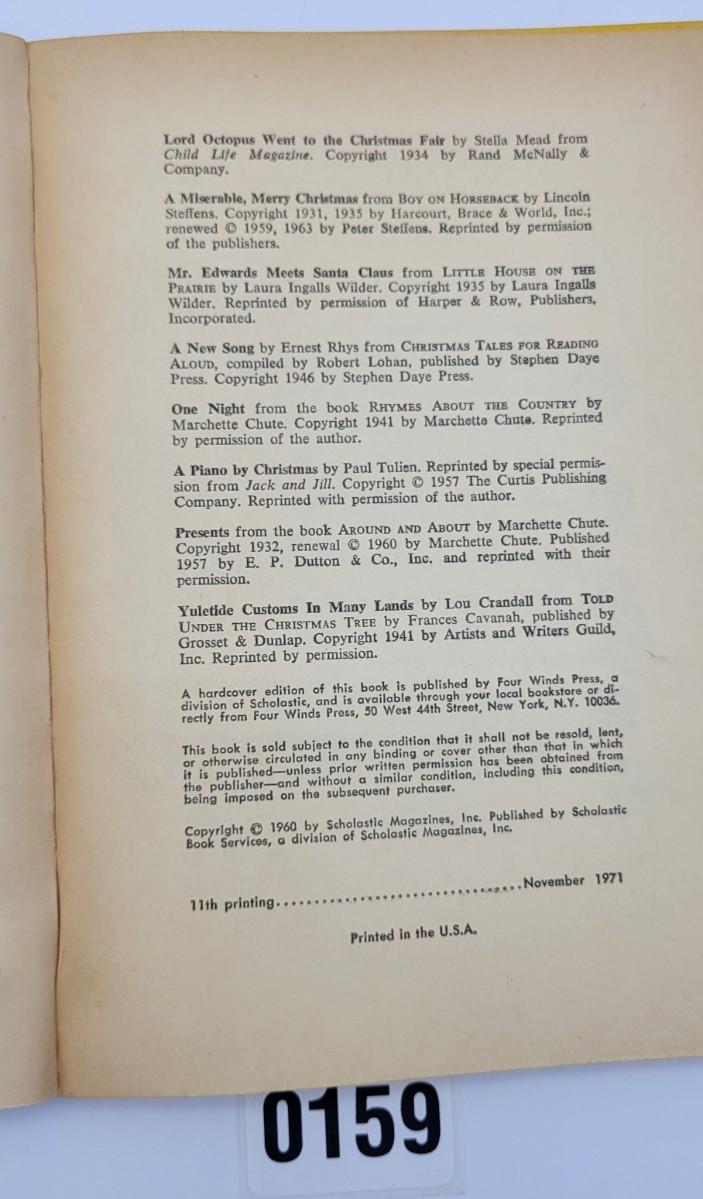 Lord Octopus Went to the Christmas Fair by Stella Mead from
Child Life Magazine. Copyright 1934 by Rand McNally &
Company.
A Miserable, Merry Christmas from BOY ON HORSEBACK by Lincoln
Steffens. Copyright 1931, 1935 by Harcourt, Brace & World, Inc.;
renewed © 1959, 1963 by Peter Steffens. Reprinted by permission
of the publishers.
Mr. Edwards Meets Santa Claus from LITTLE HOUSE ON THE
PRAIRIE by Laura Ingalls Wilder. Copyright 1935 by Laura Ingalls
Wilder. Reprinted by permission of Harper & Row, Publishers,
Incorporated.
A New Song by Ernest Rhys from CHRISTMAS TALES FOR READING
ALOUD, compiled by Robert Lohan, published by Stephen Daye
Press. Copyright 1946 by Stephen Daye Press.
One Night from the book RHYMES ABOUT THE COUNTRY by
Marchette Chute. Copyright 1941 by Marchette Chute. Reprinted
by permission of the author.
A Piano by Christmas by Paul Tulien. Reprinted by special permis-
sion from Jack and Jill. Copyright © 1957 The Curtis Publishing
Company. Reprinted with permission of the author.
Presents from the book AROUND AND ABOUT by Marchette Chute.
Copyright 1932, renewal © 1960 by Marchette Chute. Published
1957 by E. P. Dutton & Co., Inc. and reprinted with their
permission.
Yuletide Customs In Many Lands by Lou Crandall from TOLD
UNDER THE CHRISTMAS TREE by Frances Cavanah, published by
Grosset & Dunlap. Copyright 1941 by Artists and Writers Guild,
Inc. Reprinted by permission.
A hardcover edition of this book is published by Four Winds Press, a
division of Scholastic, and is available through your local bookstore or di-
rectly from Four Winds Press, 50 West 44th Street, New York, N.Y. 10036.
This book is sold subject to the condition that it shall not be resold, lent,
or otherwise circulated in any binding or cover other than that in which
it is published—unless prior written permission has been obtained from
the publisher—and without a similar condition, including this condition,
being imposed on the subsequent purchaser.
Copyright © 1960 by Scholastic Magazines, Inc. Published by Scholastic
Book Services, a division of Scholastic Magazines, Inc.
11th printing..................................November 1971
Printed in the U.S.A.
0159